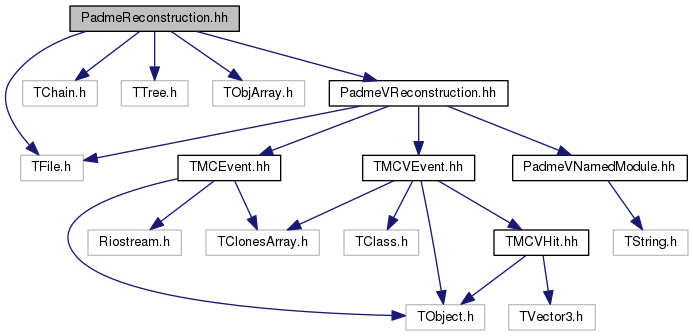 PadmeReconstruction.hh
TChain.h
TTree.h
TObjArray.h
PadmeVReconstruction.hh
TFile.h
TMCEvent.hh
TMCVEvent.hh
PadmeVNamedModule.hh
Riostream.h
TClonesArray.h
TClass.h
TMCVHit.hh
TString.h
TObject.h
TVector3.h